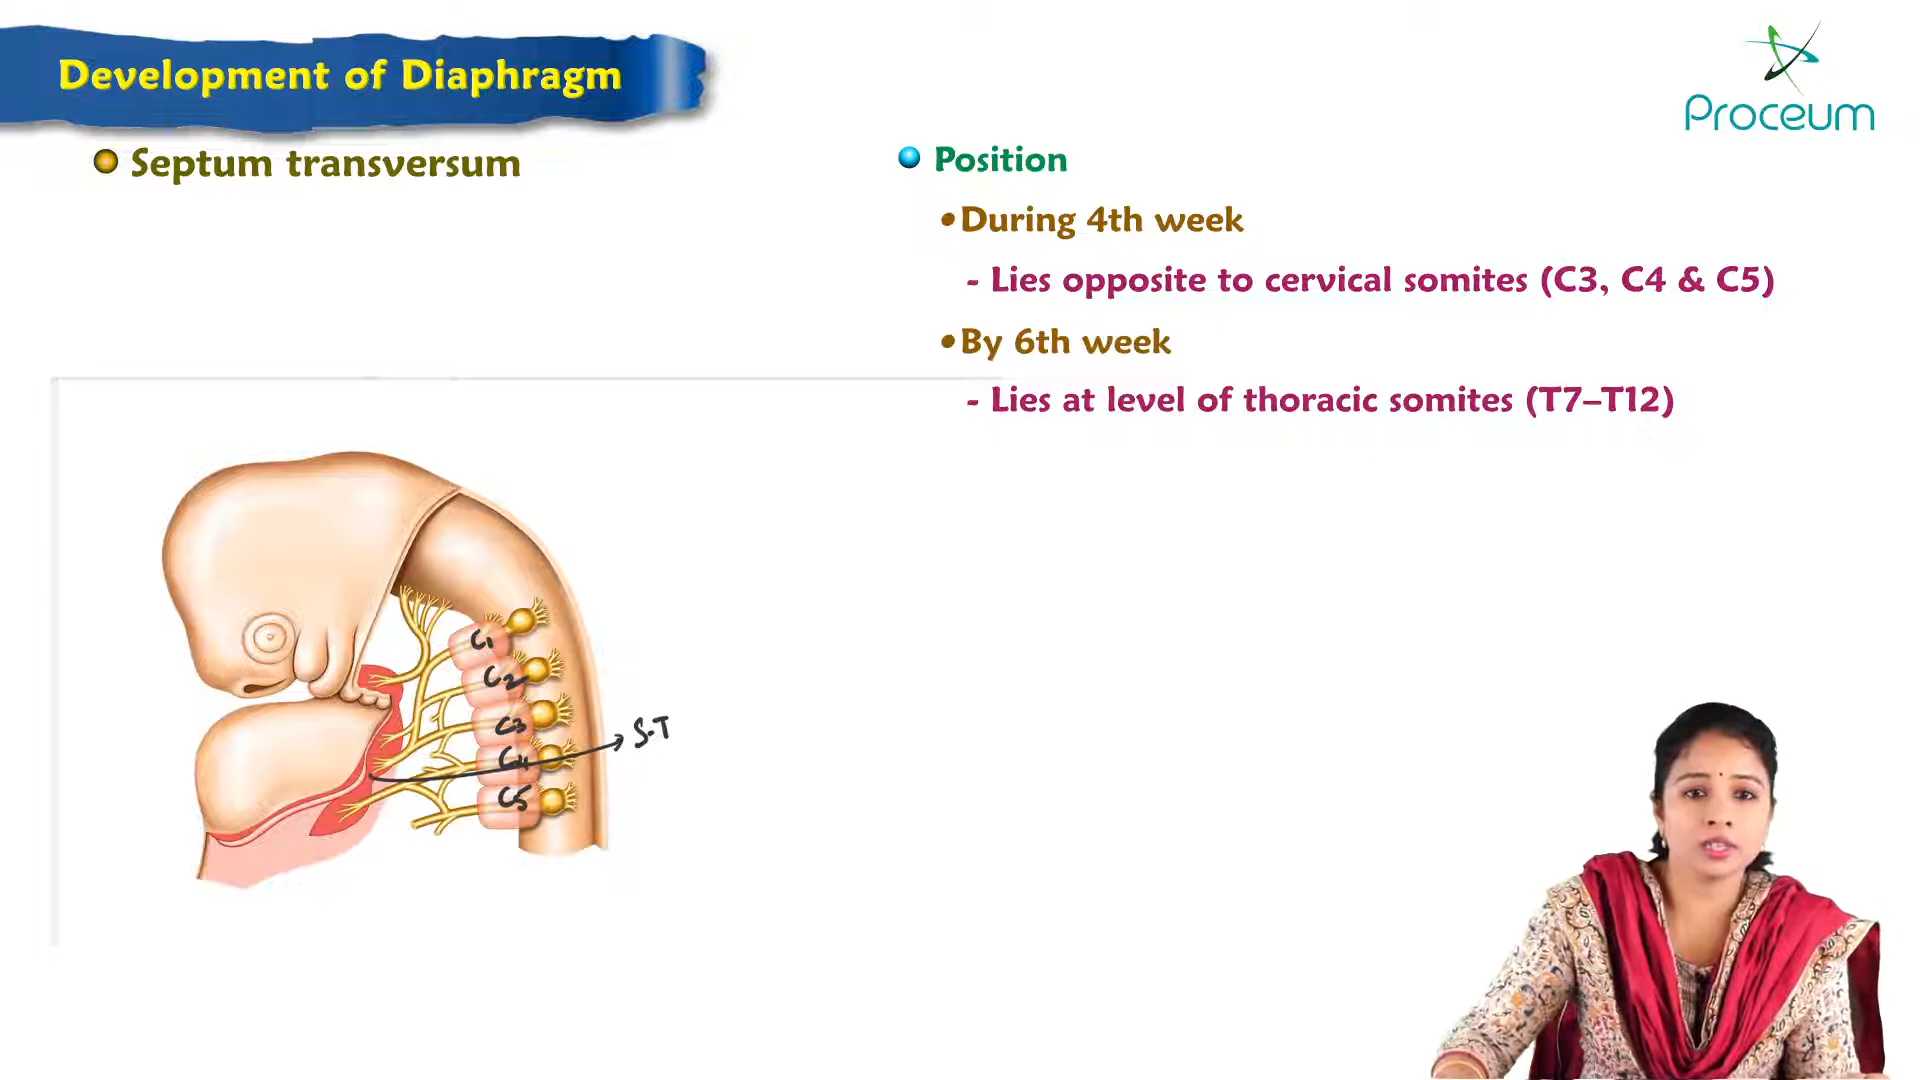 Development of Diaphragm
Proceum
Septum transversum
Position
•During 4th week
- Lies opposite to cervical somites (C3, C4 & C5)
•By 6th week
- Lies at level of thoracic somites (T7–T12)
C1
C2
C3
C4
C5
S.T